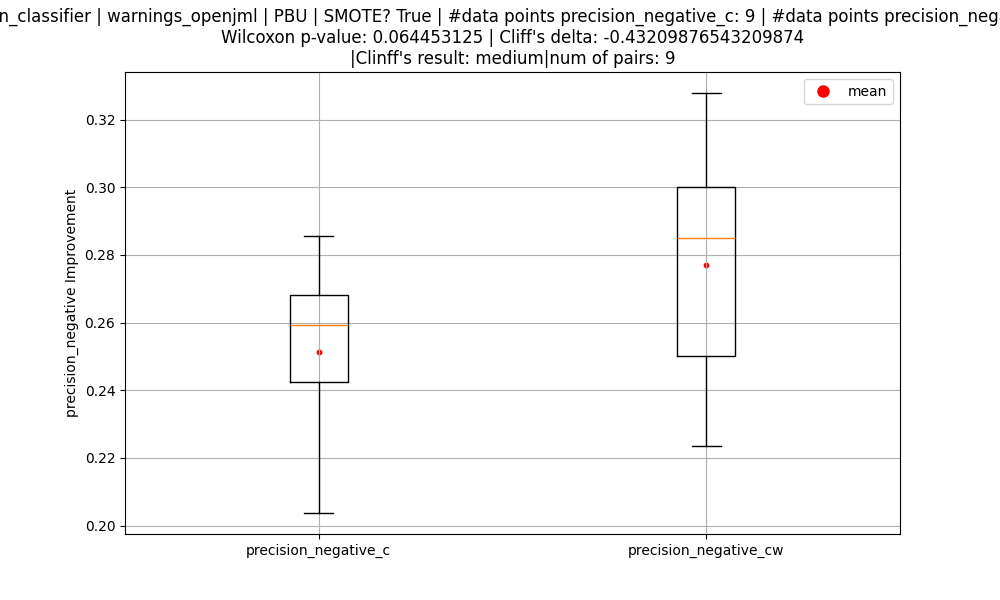 n_classifier | warnings_openjml | PBU | SMOTE? True | #data points precision_negative_c: 9 | #data points precision_neg
Wilcoxon p-value: 0.064453125 | Cliff's delta: -0.43209876543209874
|Clinff's result: medium|num of pairs: 9
mean
0.32
0.30
0.28
0.26
0.24
0.22
0.20
precision_negative Improvement
precision_negative_c
precision_negative_cw